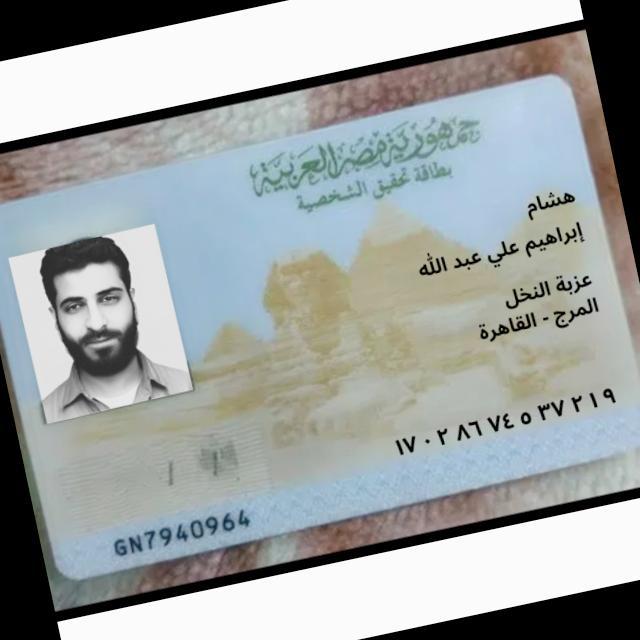 جمهورية مصر العربية
بطاقة تحقيق الشخصية
هشام
إبراهيم علي عبد الله
عزبة النخل
المرج - القاهرة
١٧٠٢٨٦٧٤٥٣٧٢١٩
GN7940964